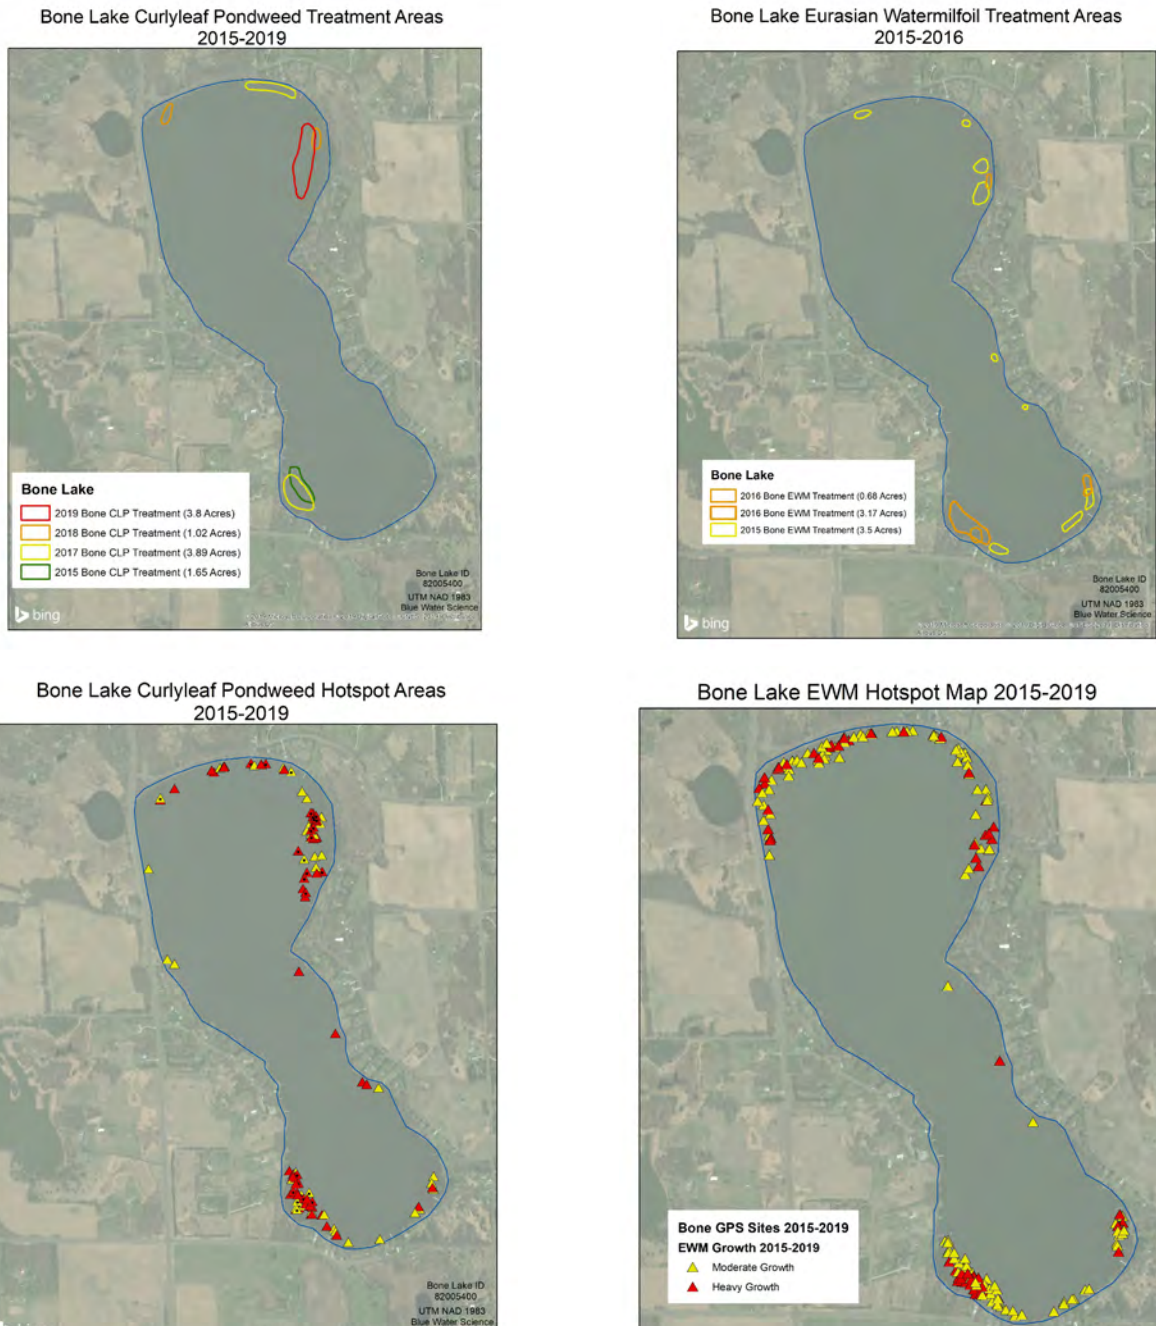 Bone Lake Curlyleaf Pondweed Treatment Areas
2015-2019
Bone Lake
2019 Bone CLP Treatment (3.8 Acres)
2018 Bone CLP Treatment (1.02 Acres)
2017 Bone CLP Treatment (3.89 Acres)
2015 Bone CLP Treatment (1.65 Acres)
Bone Lake ID
82005400
UTM NAD 1983
Blue Water Science
bing
Bone Lake Eurasian Watermilfoil Treatment Areas
2015-2016
Bone Lake
2016 Bone EWM Treatment (0.68 Acres)
2016 Bone EWM Treatment (3.17 Acres)
2015 Bone EWM Treatment (3.5 Acres)
Bone Lake ID
82005400
UTM NAD 1983
Blue Water Science
bing
Bone Lake Curlyleaf Pondweed Hotspot Areas
2015-2019
Bone Lake ID
82005400
UTM NAD 1983
Blue Water Science
Bone Lake EWM Hotspot Map 2015-2019
Bone GPS Sites 2015-2019
EWM Growth 2015-2019
Moderate Growth
Heavy Growth